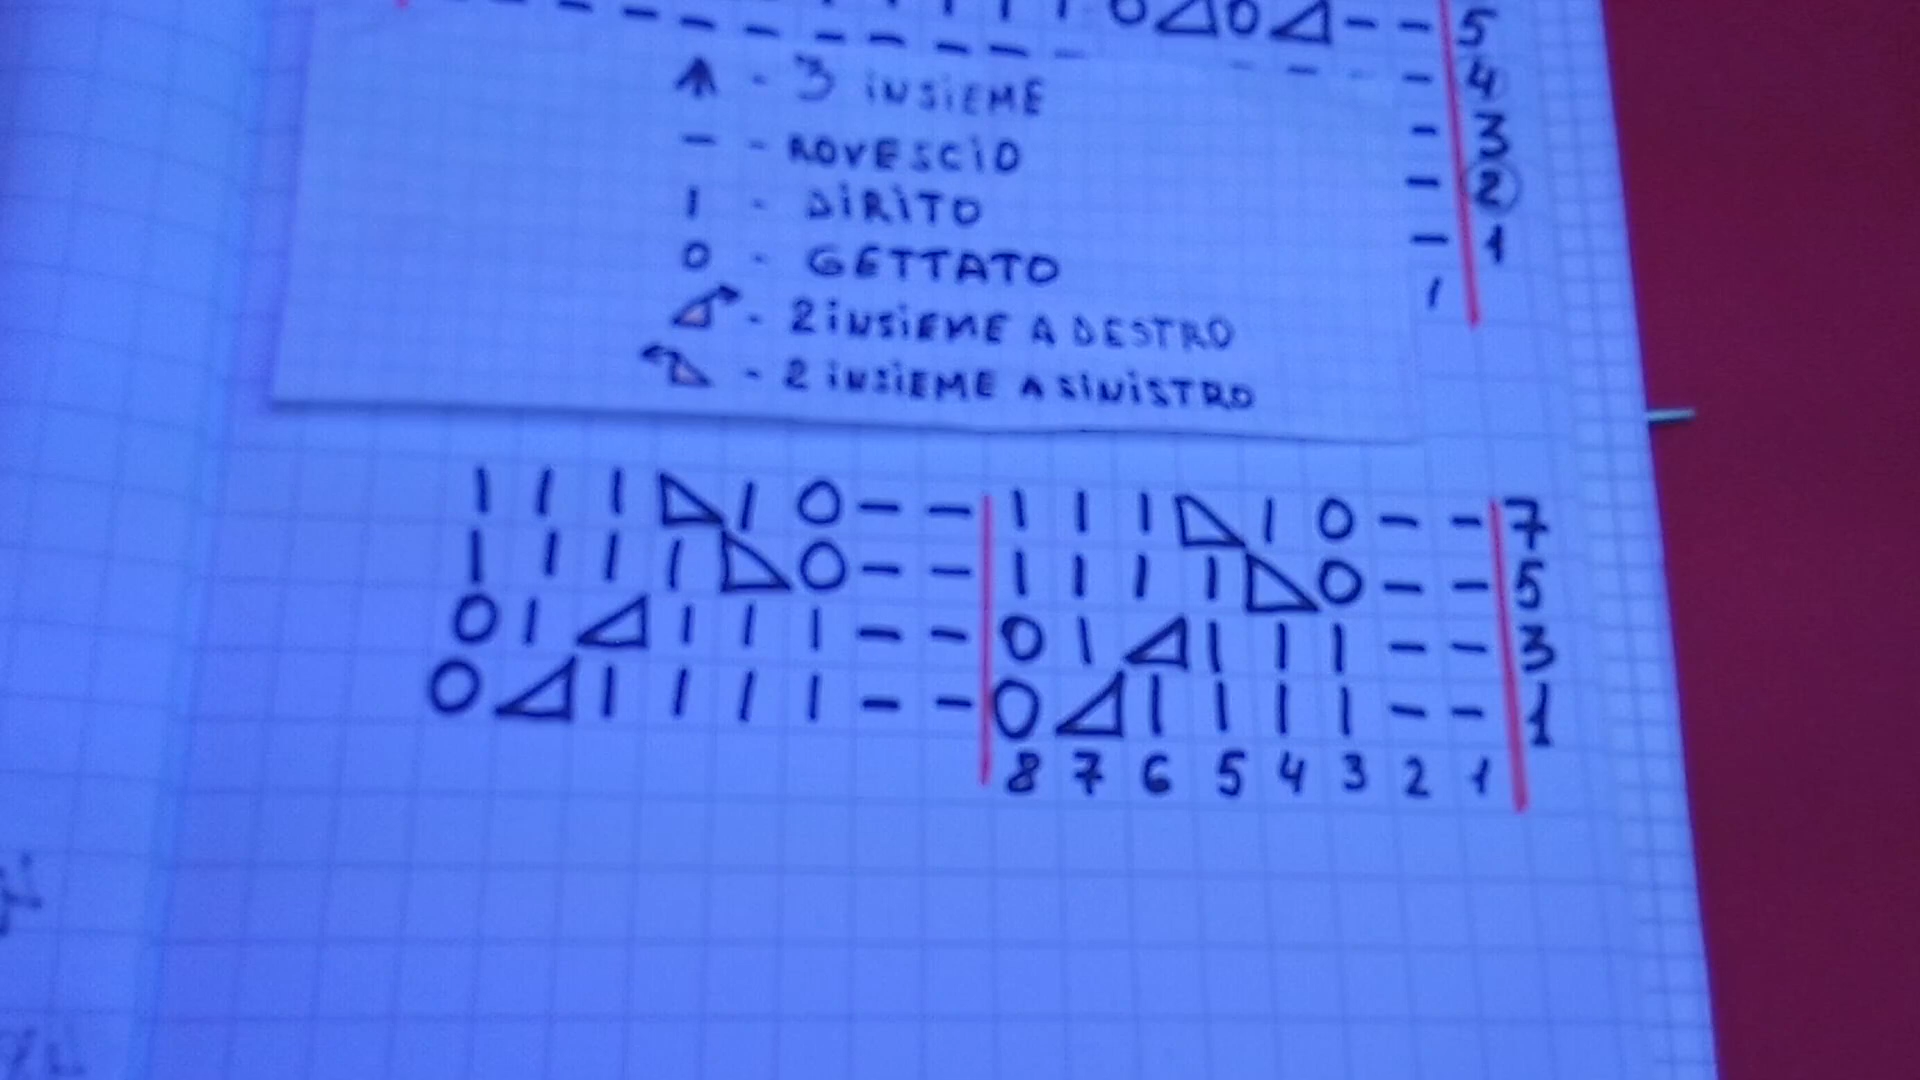 | | | | O ⊿ O ⊿ - - 5
- - - - - - - - - - - - - 4
↑ - 3 INSIEME - 3
— - ROVESCIO - 2
I - DIRITO - 1
O - GETTATO 1
⊿ - 2 INSIEME A DESTRO
◺ - 2 INSIEME A SINISTRO
I I I ◺ I O - - I I I ◺ I O - - 7
I I I I ◺ O - - I I I I ◺ O - - 5
O I ⊿ I I I - - O I ⊿ I I I - - 3
O ⊿ I I I I - - O ⊿ I I I I - - 1
8 7 6 5 4 3 2 1